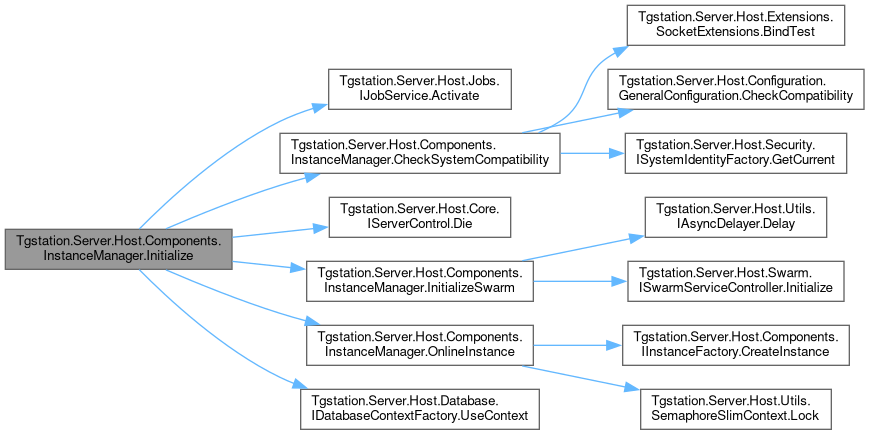 Tgstation.Server.Host.Components.
InstanceManager.Initialize
Tgstation.Server.Host.Jobs.
IJobService.Activate
Tgstation.Server.Host.Components.
InstanceManager.CheckSystemCompatibility
Tgstation.Server.Host.Extensions.
SocketExtensions.BindTest
Tgstation.Server.Host.Configuration.
GeneralConfiguration.CheckCompatibility
Tgstation.Server.Host.Security.
ISystemIdentityFactory.GetCurrent
Tgstation.Server.Host.Core.
IServerControl.Die
Tgstation.Server.Host.Components.
InstanceManager.InitializeSwarm
Tgstation.Server.Host.Utils.
IAsyncDelayer.Delay
Tgstation.Server.Host.Swarm.
ISwarmServiceController.Initialize
Tgstation.Server.Host.Components.
InstanceManager.OnlineInstance
Tgstation.Server.Host.Components.
IInstanceFactory.CreateInstance
Tgstation.Server.Host.Utils.
SemaphoreSlimContext.Lock
Tgstation.Server.Host.Database.
IDatabaseContextFactory.UseContext